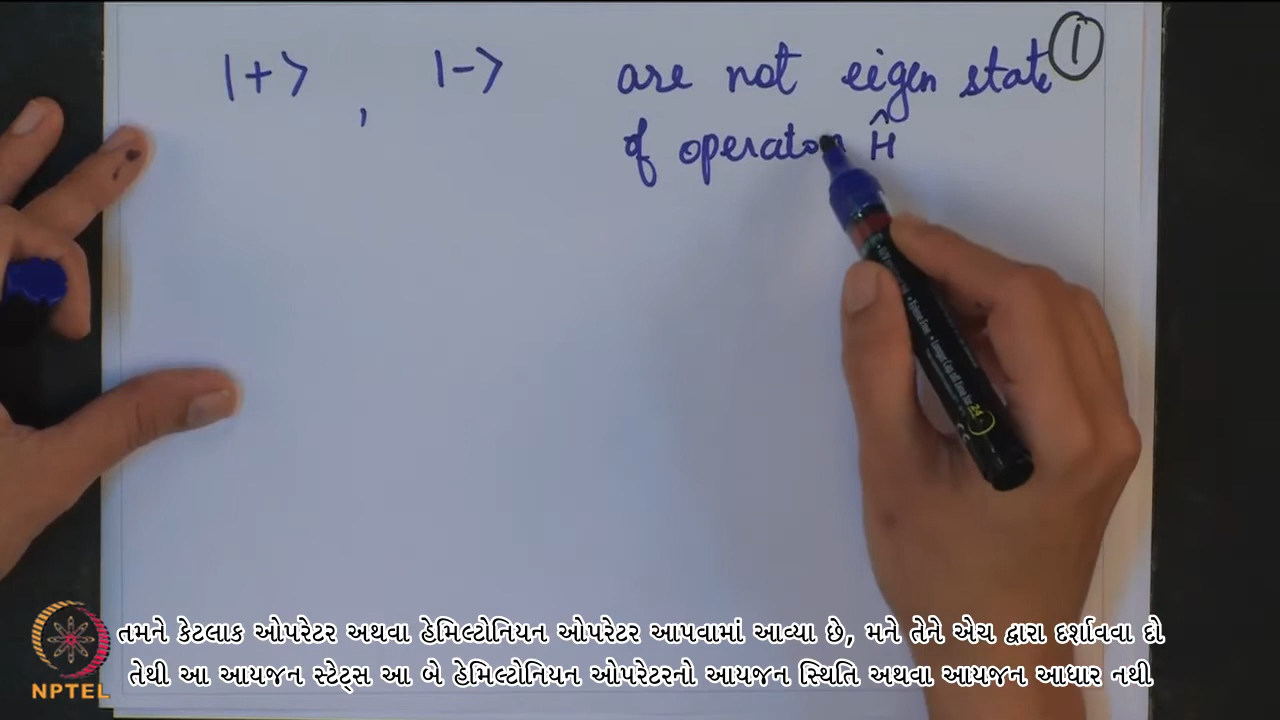 |+> , |-> are not eigen state ①
of operator Ĥ
24
તમને કેટલાક ઓપરેટર અથવા હેમિલ્ટોનિયન ઓપરેટર આપવામાં આવ્યા છે, મને તેને એચ દ્વારા દર્શાવવા દો
તેથી આ આયજન સ્ટેટ્સ આ બે હેમિલ્ટોનિયન ઓપરેટરનો આયજન સ્થિતિ અથવા આયજન આધાર નથી
NPTEL